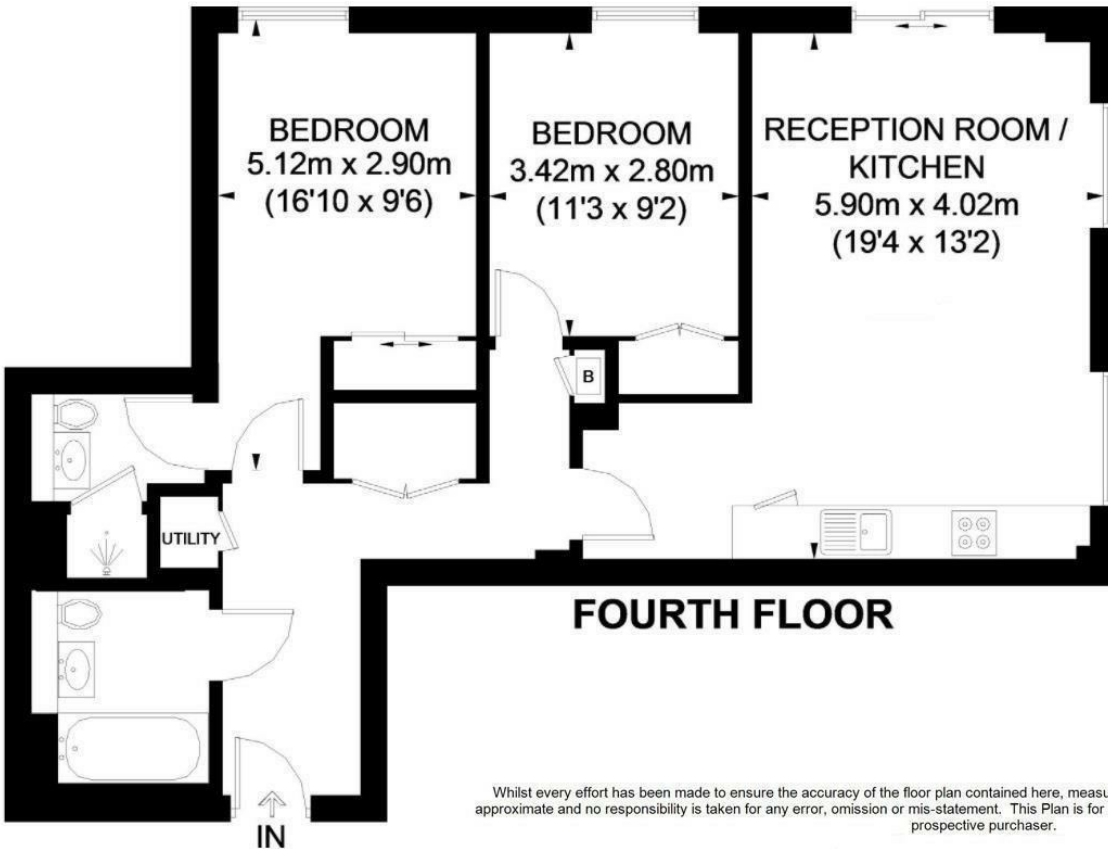 BEDROOM
5.12m x 2.90m
(16'10 x 9'6)
BEDROOM
3.42m x 2.80m
(11'3 x 9'2)
RECEPTION ROOM /
KITCHEN
5.90m x 4.02m
(19'4 x 13'2)
B
UTILITY
FOURTH FLOOR
IN
Whilst every effort has been made to ensure the accuracy of the floor plan contained here, measu
approximate and no responsibility is taken for any error, omission or mis-statement. This Plan is for
prospective purchaser.